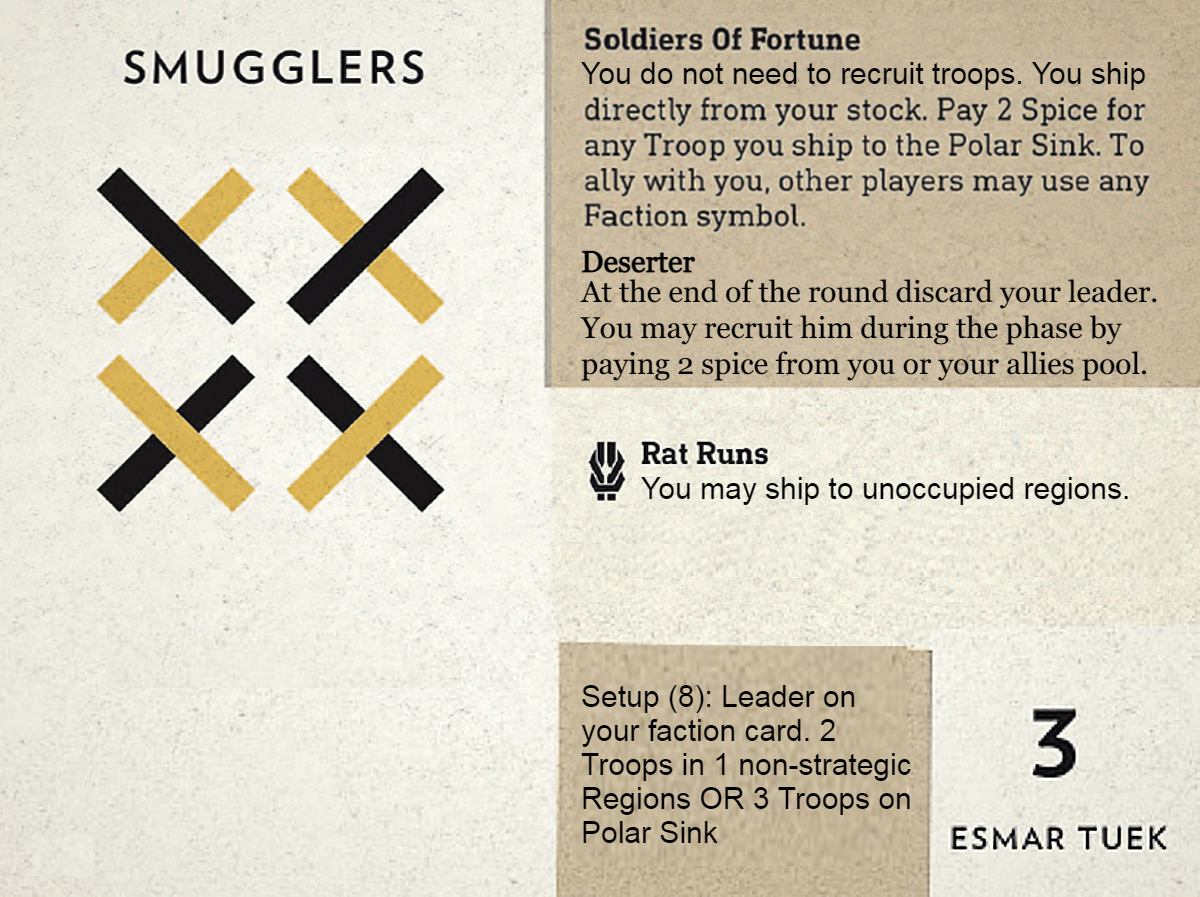 SMUGGLERS
Soldiers Of Fortune
You do not need to recruit troops. You ship
directly from your stock. Pay 2 Spice for
any Troop you ship to the Polar Sink. To
ally with you, other players may use any
Faction symbol.
Deserter
At the end of the round discard your leader.
You may recruit him during the phase by
paying 2 spice from you or your allies pool.
Rat Runs
You may ship to unoccupied regions.
Setup (8): Leader on
your faction card. 2
Troops in 1 non-strategic
Regions OR 3 Troops on
Polar Sink
3
ESMAR TUEK